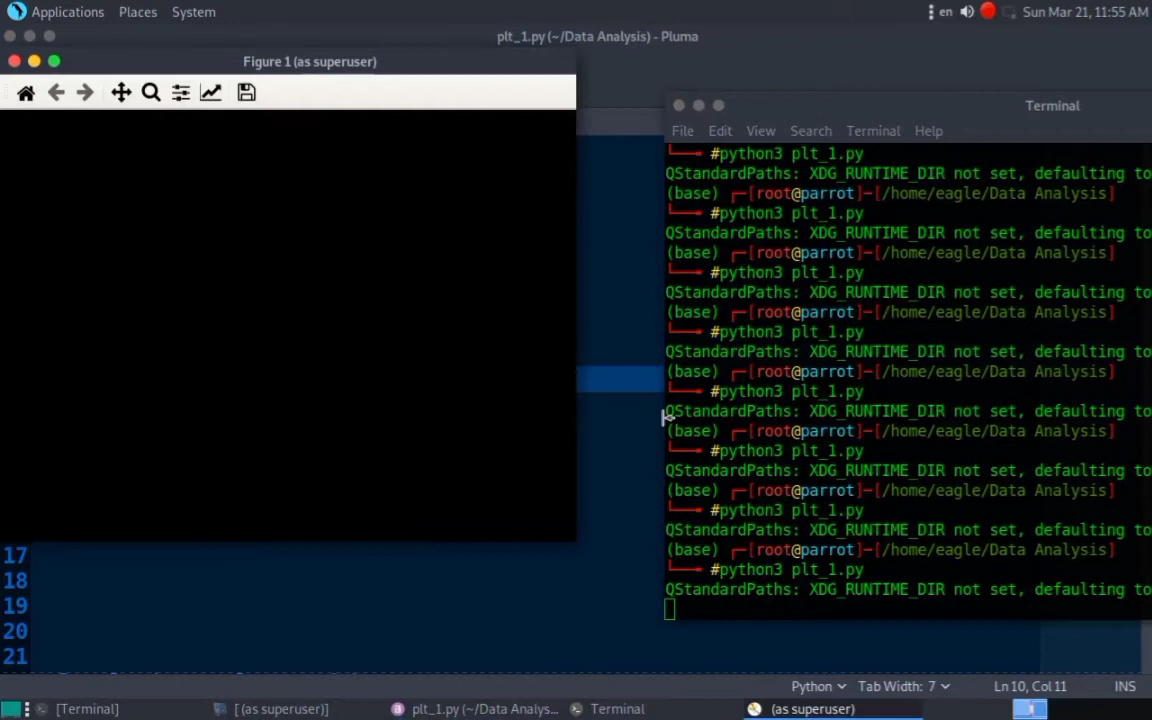 Applications Places System
en Sun Mar 21, 11:55 AM
plt_1.py (~/Data Analysis) - Pluma
Figure 1 (as superuser)
Terminal
File Edit View Search Terminal Help
#python3 plt_1.py
QStandardPaths: XDG_RUNTIME_DIR not set, defaulting to
(base) ┌─[root@parrot]─[/home/eagle/Data Analysis]
└──╼ #python3 plt_1.py
QStandardPaths: XDG_RUNTIME_DIR not set, defaulting to
(base) ┌─[root@parrot]─[/home/eagle/Data Analysis]
└──╼ #python3 plt_1.py
QStandardPaths: XDG_RUNTIME_DIR not set, defaulting to
(base) ┌─[root@parrot]─[/home/eagle/Data Analysis]
└──╼ #python3 plt_1.py
QStandardPaths: XDG_RUNTIME_DIR not set, defaulting to
(base) ┌─[root@parrot]─[/home/eagle/Data Analysis]
└──╼ #python3 plt_1.py
QStandardPaths: XDG_RUNTIME_DIR not set, defaulting to
(base) ┌─[root@parrot]─[/home/eagle/Data Analysis]
└──╼ #python3 plt_1.py
QStandardPaths: XDG_RUNTIME_DIR not set, defaulting to
(base) ┌─[root@parrot]─[/home/eagle/Data Analysis]
└──╼ #python3 plt_1.py
QStandardPaths: XDG_RUNTIME_DIR not set, defaulting to
(base) ┌─[root@parrot]─[/home/eagle/Data Analysis]
└──╼ #python3 plt_1.py
QStandardPaths: XDG_RUNTIME_DIR not set, defaulting to
17
18
19
20
21
Python Tab Width: 7 Ln 10, Col 11 INS
[Terminal] [ (as superuser)] plt_1.py (~/Data Analys... Terminal (as superuser)